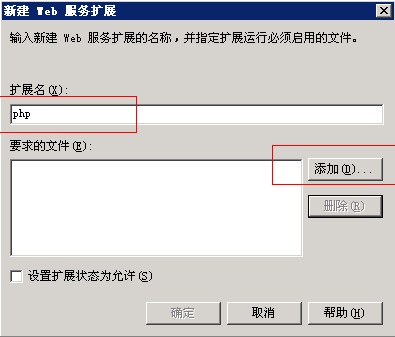 新建 Web 服务扩展
输入新建 Web 服务扩展的名称,并指定扩展运行必须启用的文件。
扩展名(X):
php
要求的文件(E):
添加(D)...
删除(R)
设置扩展状态为允许(S)
确定
取消
帮助(H)